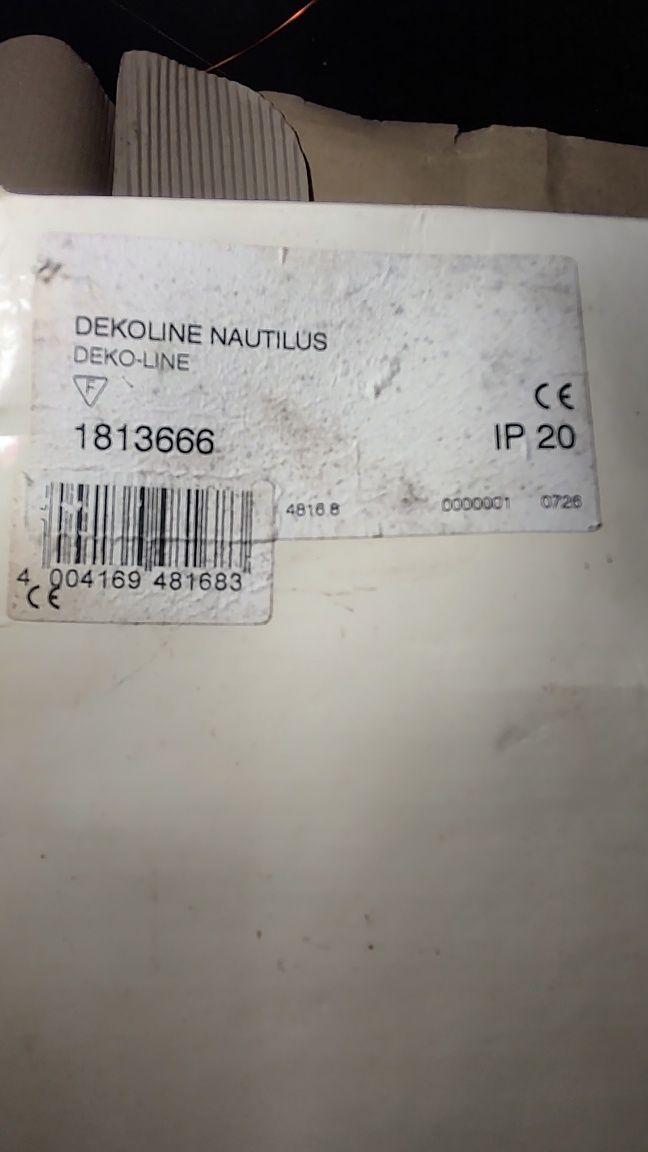 DEKOLINE NAUTILUS
DEKO-LINE
F
CE
1813666
IP 20
4816.8
0000001
0726
4 004169 481683
CE